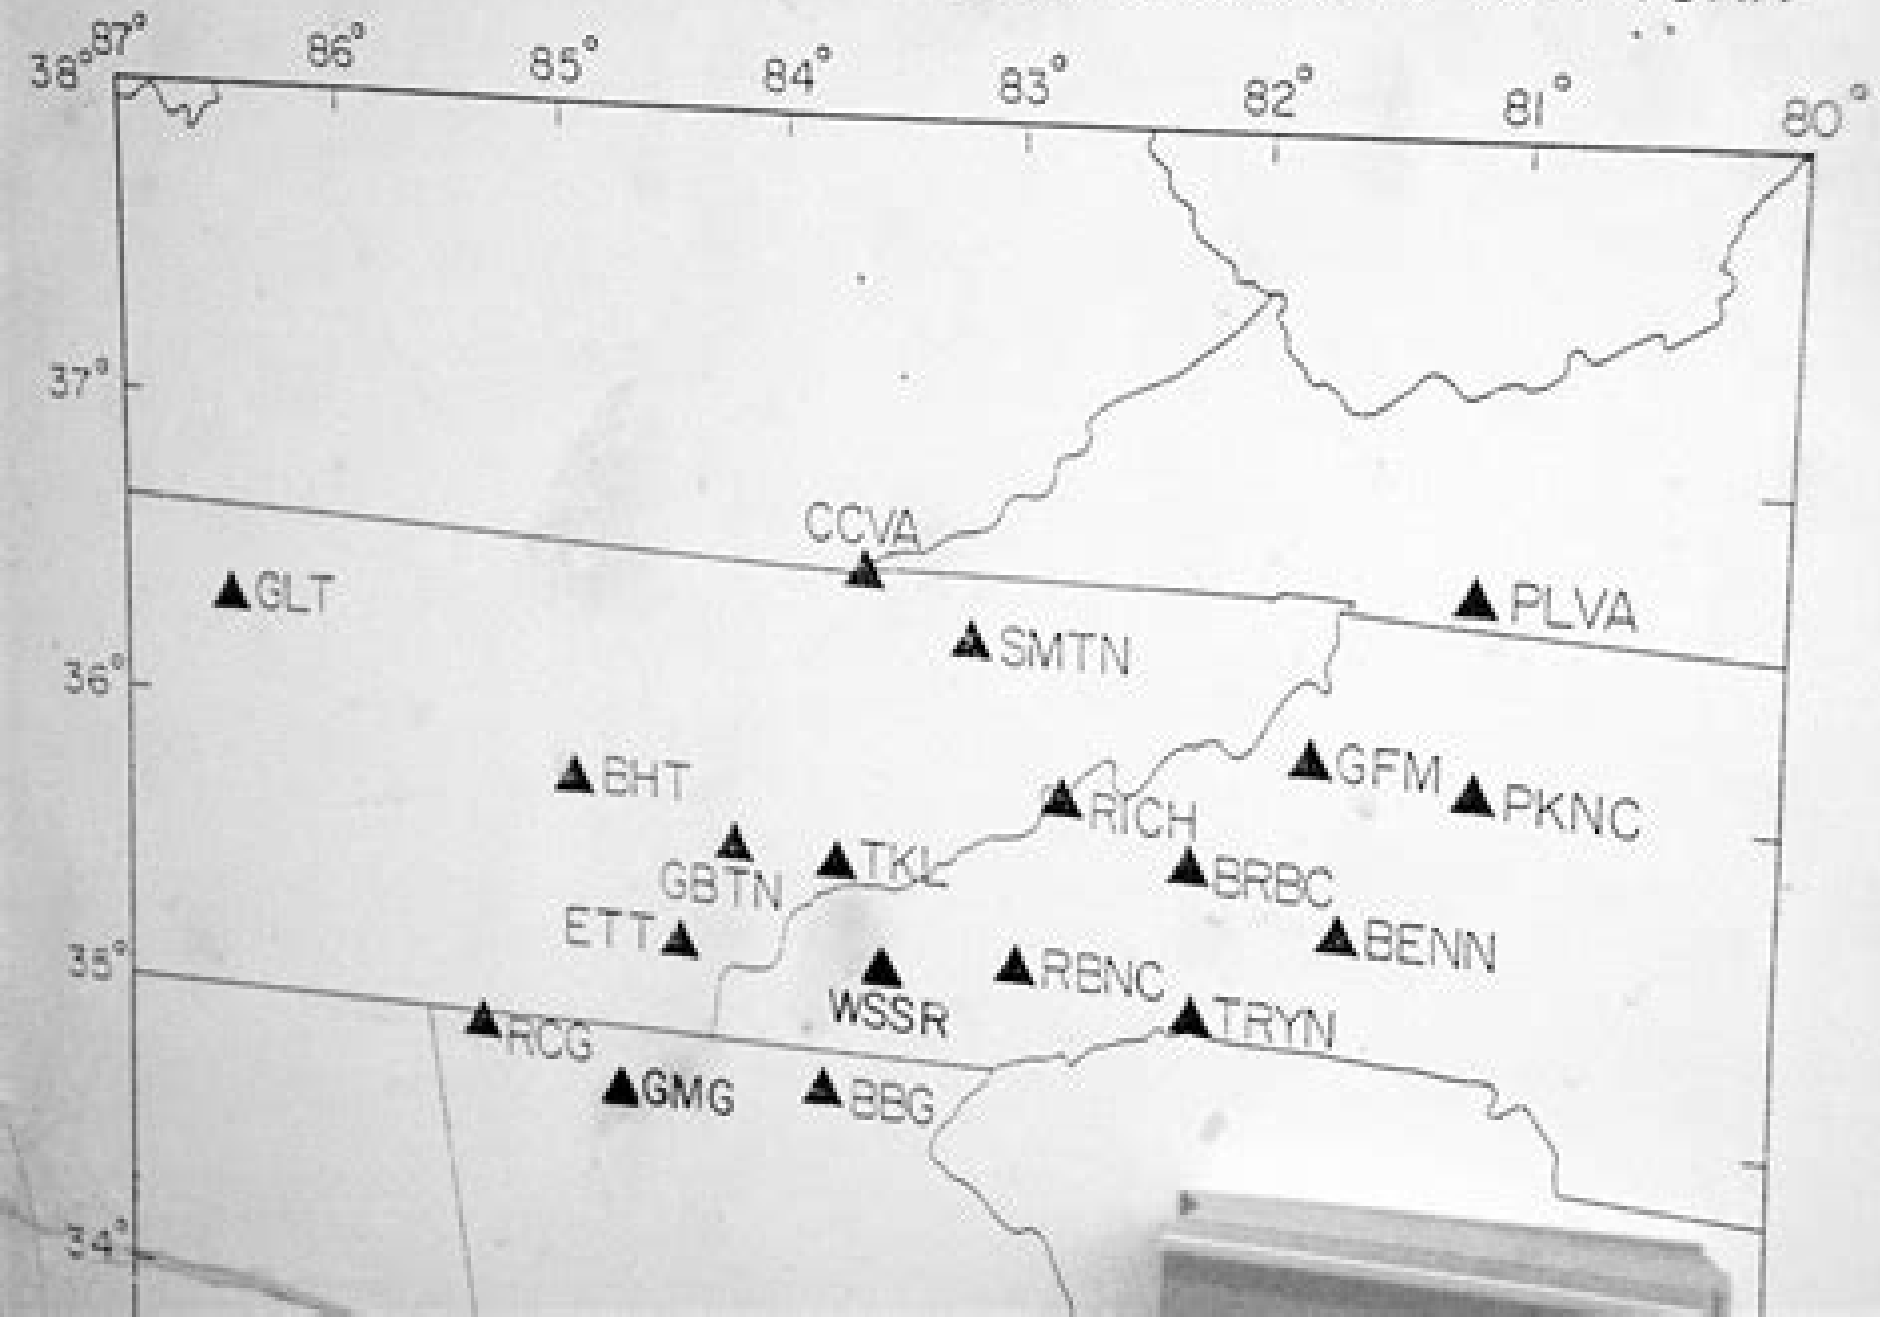 87°
38°
86°
85°
84°
83°
82°
81°
80°
37°
CCVA
GLT
PLVA
SMTN
36°
BHT
GFM
PKNC
RICH
TKL
GBTN
BRBC
ETT
BENN
35°
RBNC
WSSR
TRYN
RCG
GMG
BBG
34°